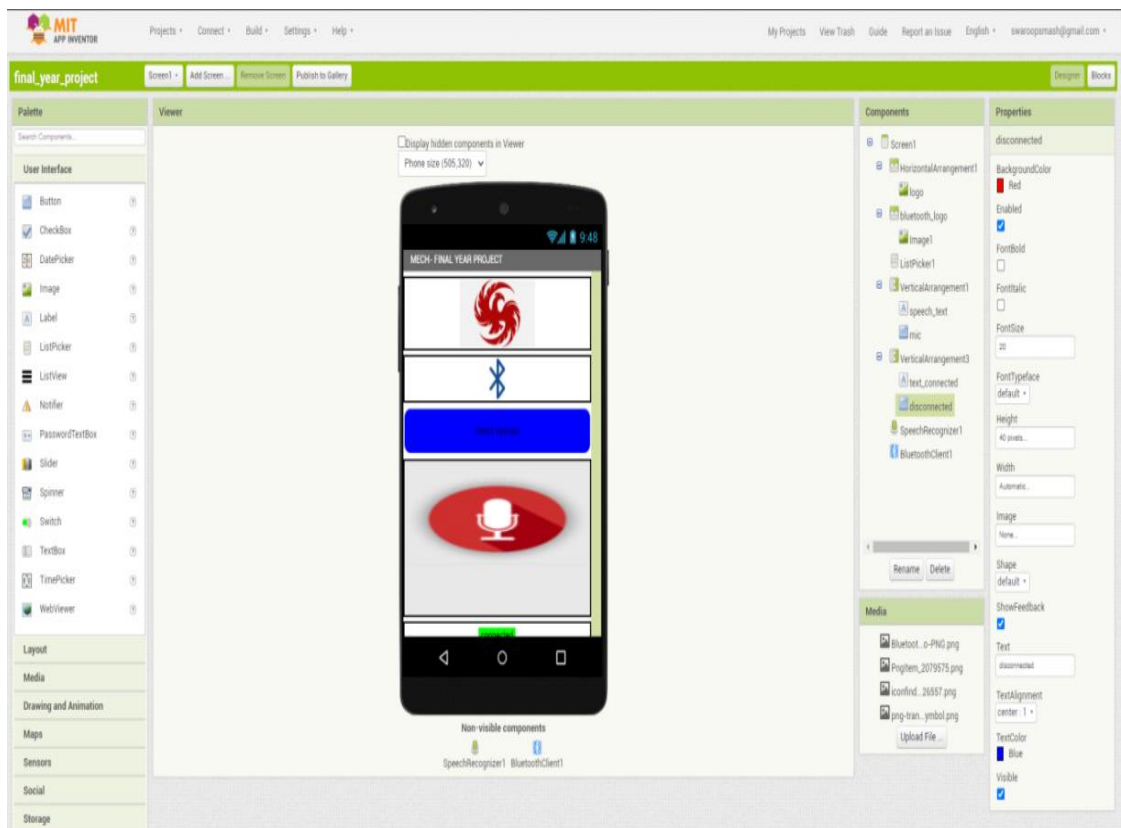 MIT
APP INVENTOR
Projects
Connect
Build
Settings
Help
My Projects
View Trash
Guide
Report an Issue
English
swaroopsmash@gmail.com
final_year_project
Screen1
Add Screen...
Remove Screen
Publish to Gallery
Designer
Blocks
Palette
Search Components...
User Interface
Button
CheckBox
DatePicker
Image
Label
ListPicker
ListView
Notifier
PasswordTextBox
Slider
Spinner
Switch
TextBox
TimePicker
WebViewer
Layout
Media
Drawing and Animation
Maps
Sensors
Social
Storage
Viewer
Display hidden components in Viewer
Phone size (505,320)
9:48
MECH- FINAL YEAR PROJECT
connected
Non-visible components
SpeechRecognizer1 BluetoothClient1
Components
Screen1
HorizontalArrangement1
logo
bluetooth_logo
Image1
ListPicker1
VerticalArrangement1
speech_text
mic
VerticalArrangement3
text_connected
disconnected
SpeechRecognizer1
BluetoothClient1
Rename
Delete
Media
Bluetoot...o-PNG.png
PngItem_2079575.png
iconfind...26557.png
png-tran...ymbol.png
Upload File ...
Properties
disconnected
BackgroundColor
Red
Enabled
FontBold
FontItalic
FontSize
20
FontTypeface
default
Height
40 pixels...
Width
Automatic...
Image
None...
Shape
default
ShowFeedback
Text
disconnected
TextAlignment
center : 1
TextColor
Blue
Visible